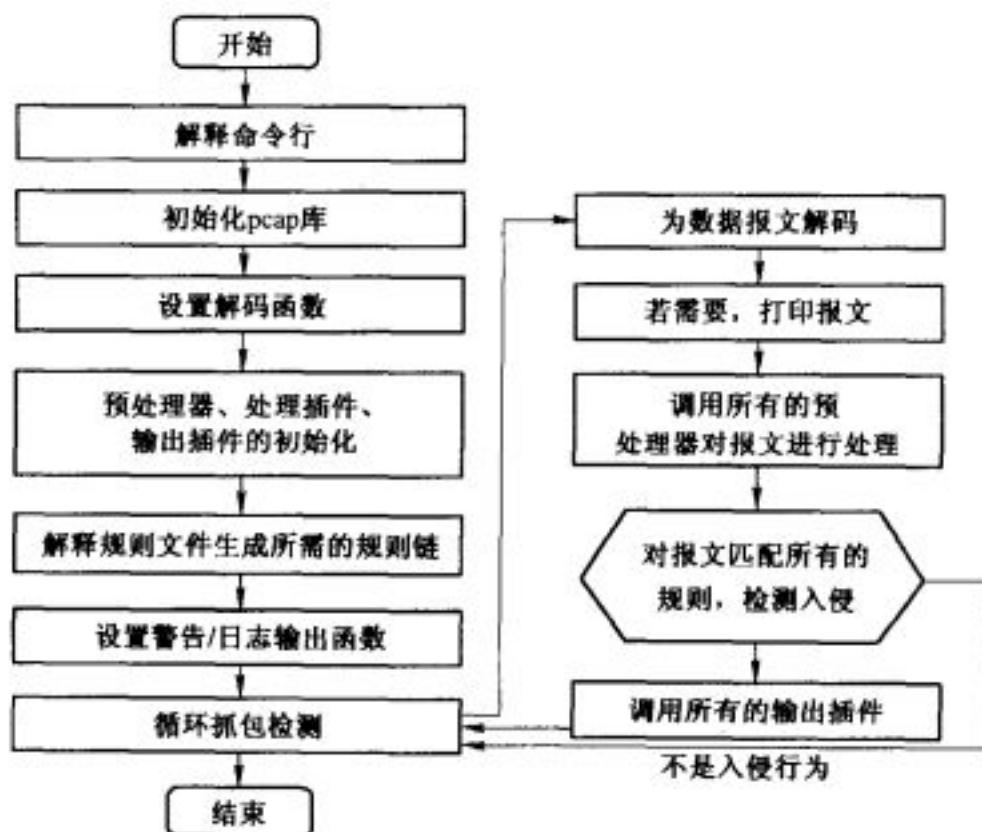 开始
解释命令行
初始化pcap库
设置解码函数
预处理器、处理插件、
输出插件的初始化
解释规则文件生成所需的规则链
设置警告/日志输出函数
循环抓包检测
结束
为数据报文解码
若需要，打印报文
调用所有的预
处理器对报文进行处理
对报文匹配所有的
规则，检测入侵
调用所有的输出插件
不是入侵行为